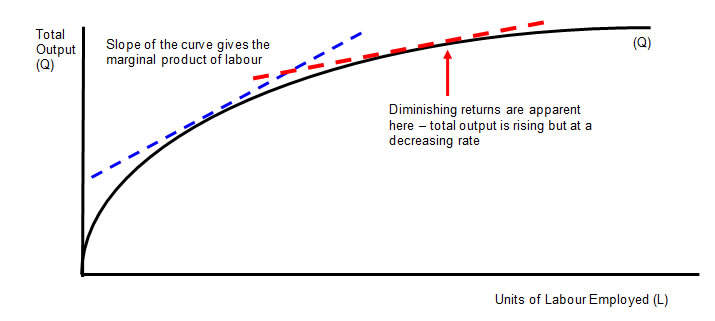 Total
Output
(Q)
Slope of the curve gives the
marginal product of labour
(Q)
Diminishing returns are apparent
here – total output is rising but at a
decreasing rate
Units of Labour Employed (L)